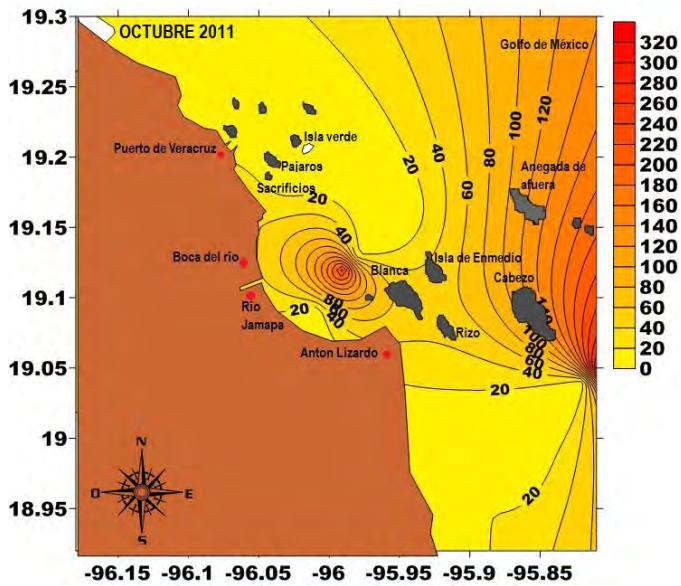 19.3
OCTUBRE 2011
Golfo de México
320
300
280
260
240
220
200
180
160
140
120
100
80
60
40
20
0
19.25
19.2
19.15
19.1
19.05
19
18.95
120
100
80
60
40
20
Isla verde
Puerto de Veracruz
Pajaros
Sacrificios
Anegada de
afuera
20
40
Boca del rio
Isla de Enmedio
Blanca
Cabezo
Rio
Jamapa
20
80
60
40
Rizo
Anton Lizardo
140
100
80
60
40
20
20
N
O
E
S
-96.15
-96.1
-96.05
-96
-95.95
-95.9
-95.85